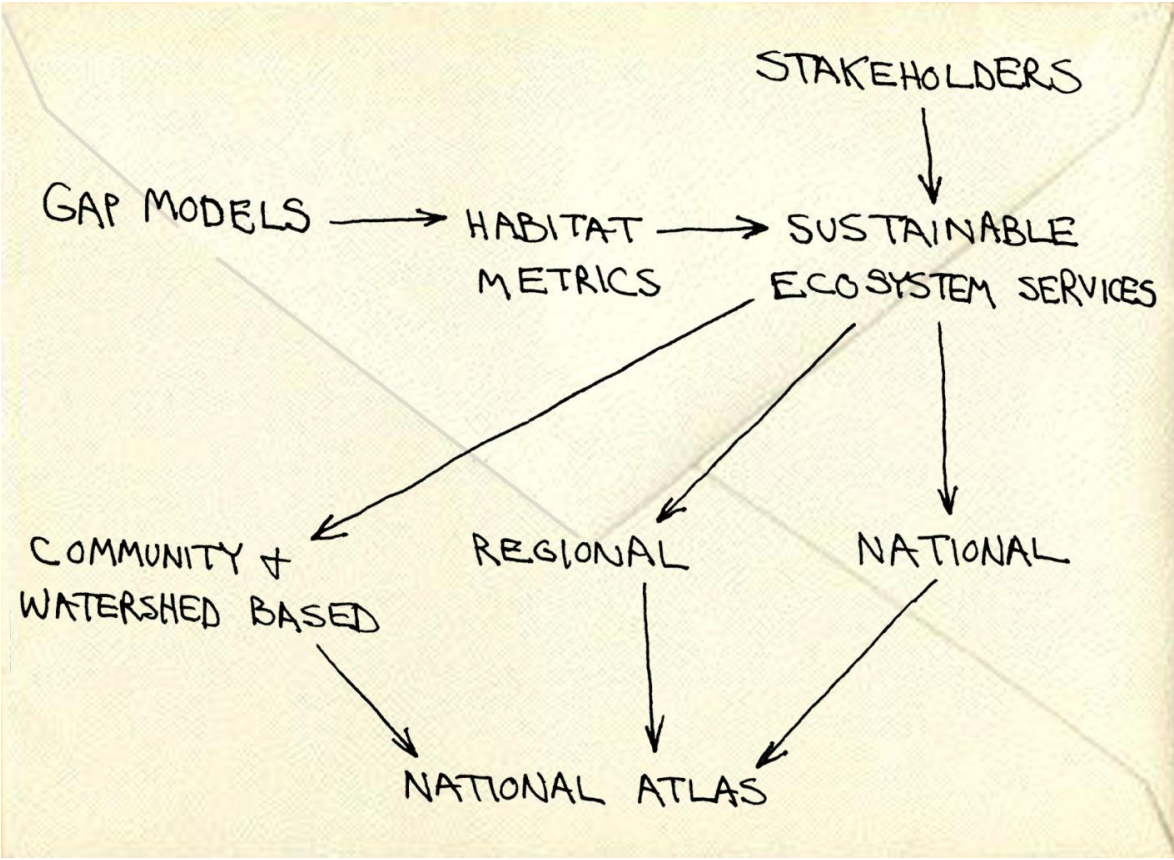 STAKEHOLDERS
GAP MODELS
HABITAT
METRICS
SUSTAINABLE
ECOSYSTEM SERVICES
COMMUNITY +
WATERSHED BASED
REGIONAL
NATIONAL
NATIONAL ATLAS